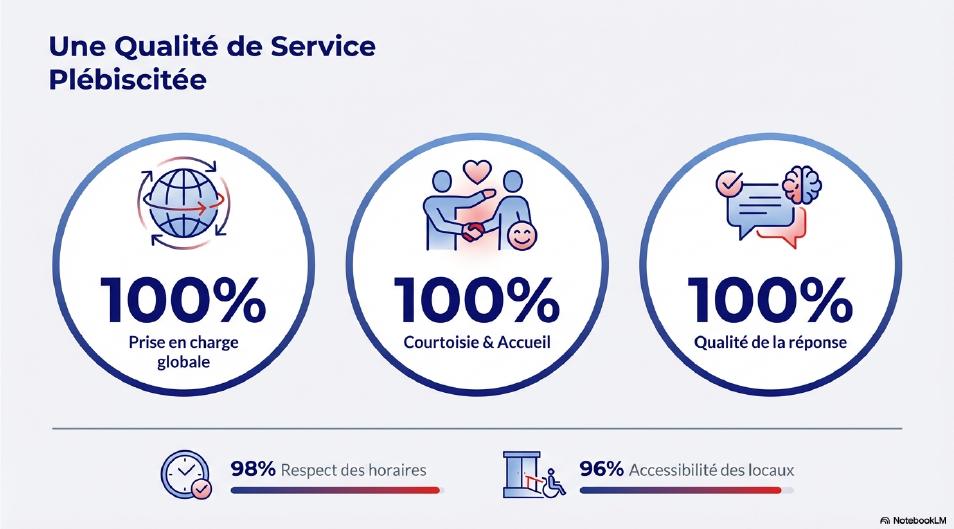 Une Qualité de Service
Plébiscitée
100%
Prise en charge
globale
100%
Courtoisie & Accueil
100%
Qualité de la réponse
98% Respect des horaires
96% Accessibilité des locaux
NotebookLM